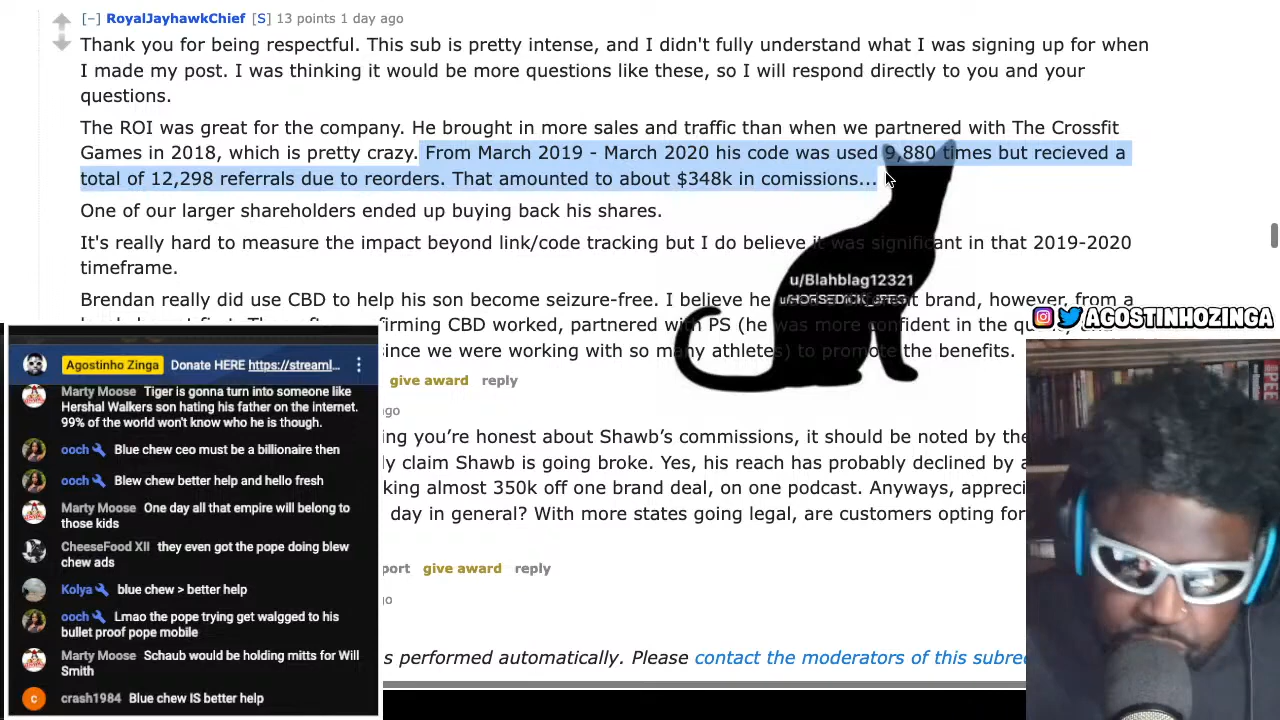 [–] RoyalJayhawkChief [S] 13 points 1 day ago
Thank you for being respectful. This sub is pretty intense, and I didn't fully understand what I was signing up for when
I made my post. I was thinking it would be more questions like these, so I will respond directly to you and your
questions.
The ROI was great for the company. He brought in more sales and traffic than when we partnered with The Crossfit
Games in 2018, which is pretty crazy. From March 2019 - March 2020 his code was used 9,880 times but recieved a
total of 12,298 referrals due to reorders. That amounted to about $348k in comissions...
One of our larger shareholders ended up buying back his shares.
It's really hard to measure the impact beyond link/code tracking but I do believe it was significant in that 2019-2020
timeframe.
u/Blahblag12321
Brendan really did use CBD to help his son become seizure-free. I believe he brand, however, from a
firming CBD worked, partnered with PS (he was more confident in the
since we were working with so many athletes) to promote the benefits.
give award reply
ago
ing you're honest about Shawb's commissions, it should be noted by the
ly claim Shawb is going broke. Yes, his reach has probably declined by a
king almost 350k off one brand deal, on one podcast. Anyways, appreci
day in general? With more states going legal, are customers opting for
port give award reply
go
s performed automatically. Please contact the moderators of this subre
AGOSTINHOZINGA
Agostinho Zinga Donate HERE https://streaml...
Marty Moose Tiger is gonna turn into someone like
Hershal Walkers son hating his father on the internet.
99% of the world won't know who he is though.
ooch Blue chew ceo must be a billionaire then
ooch Blew chew better help and hello fresh
Marty Moose One day all that empire will belong to
those kids
CheeseFood XII they even got the pope doing blew
chew ads
Kolya blue chew > better help
ooch Lmao the pope trying get walgged to his
bullet proof pope mobile
Marty Moose Schaub would be holding mitts for Will
Smith
C
crash1984 Blue chew IS better help